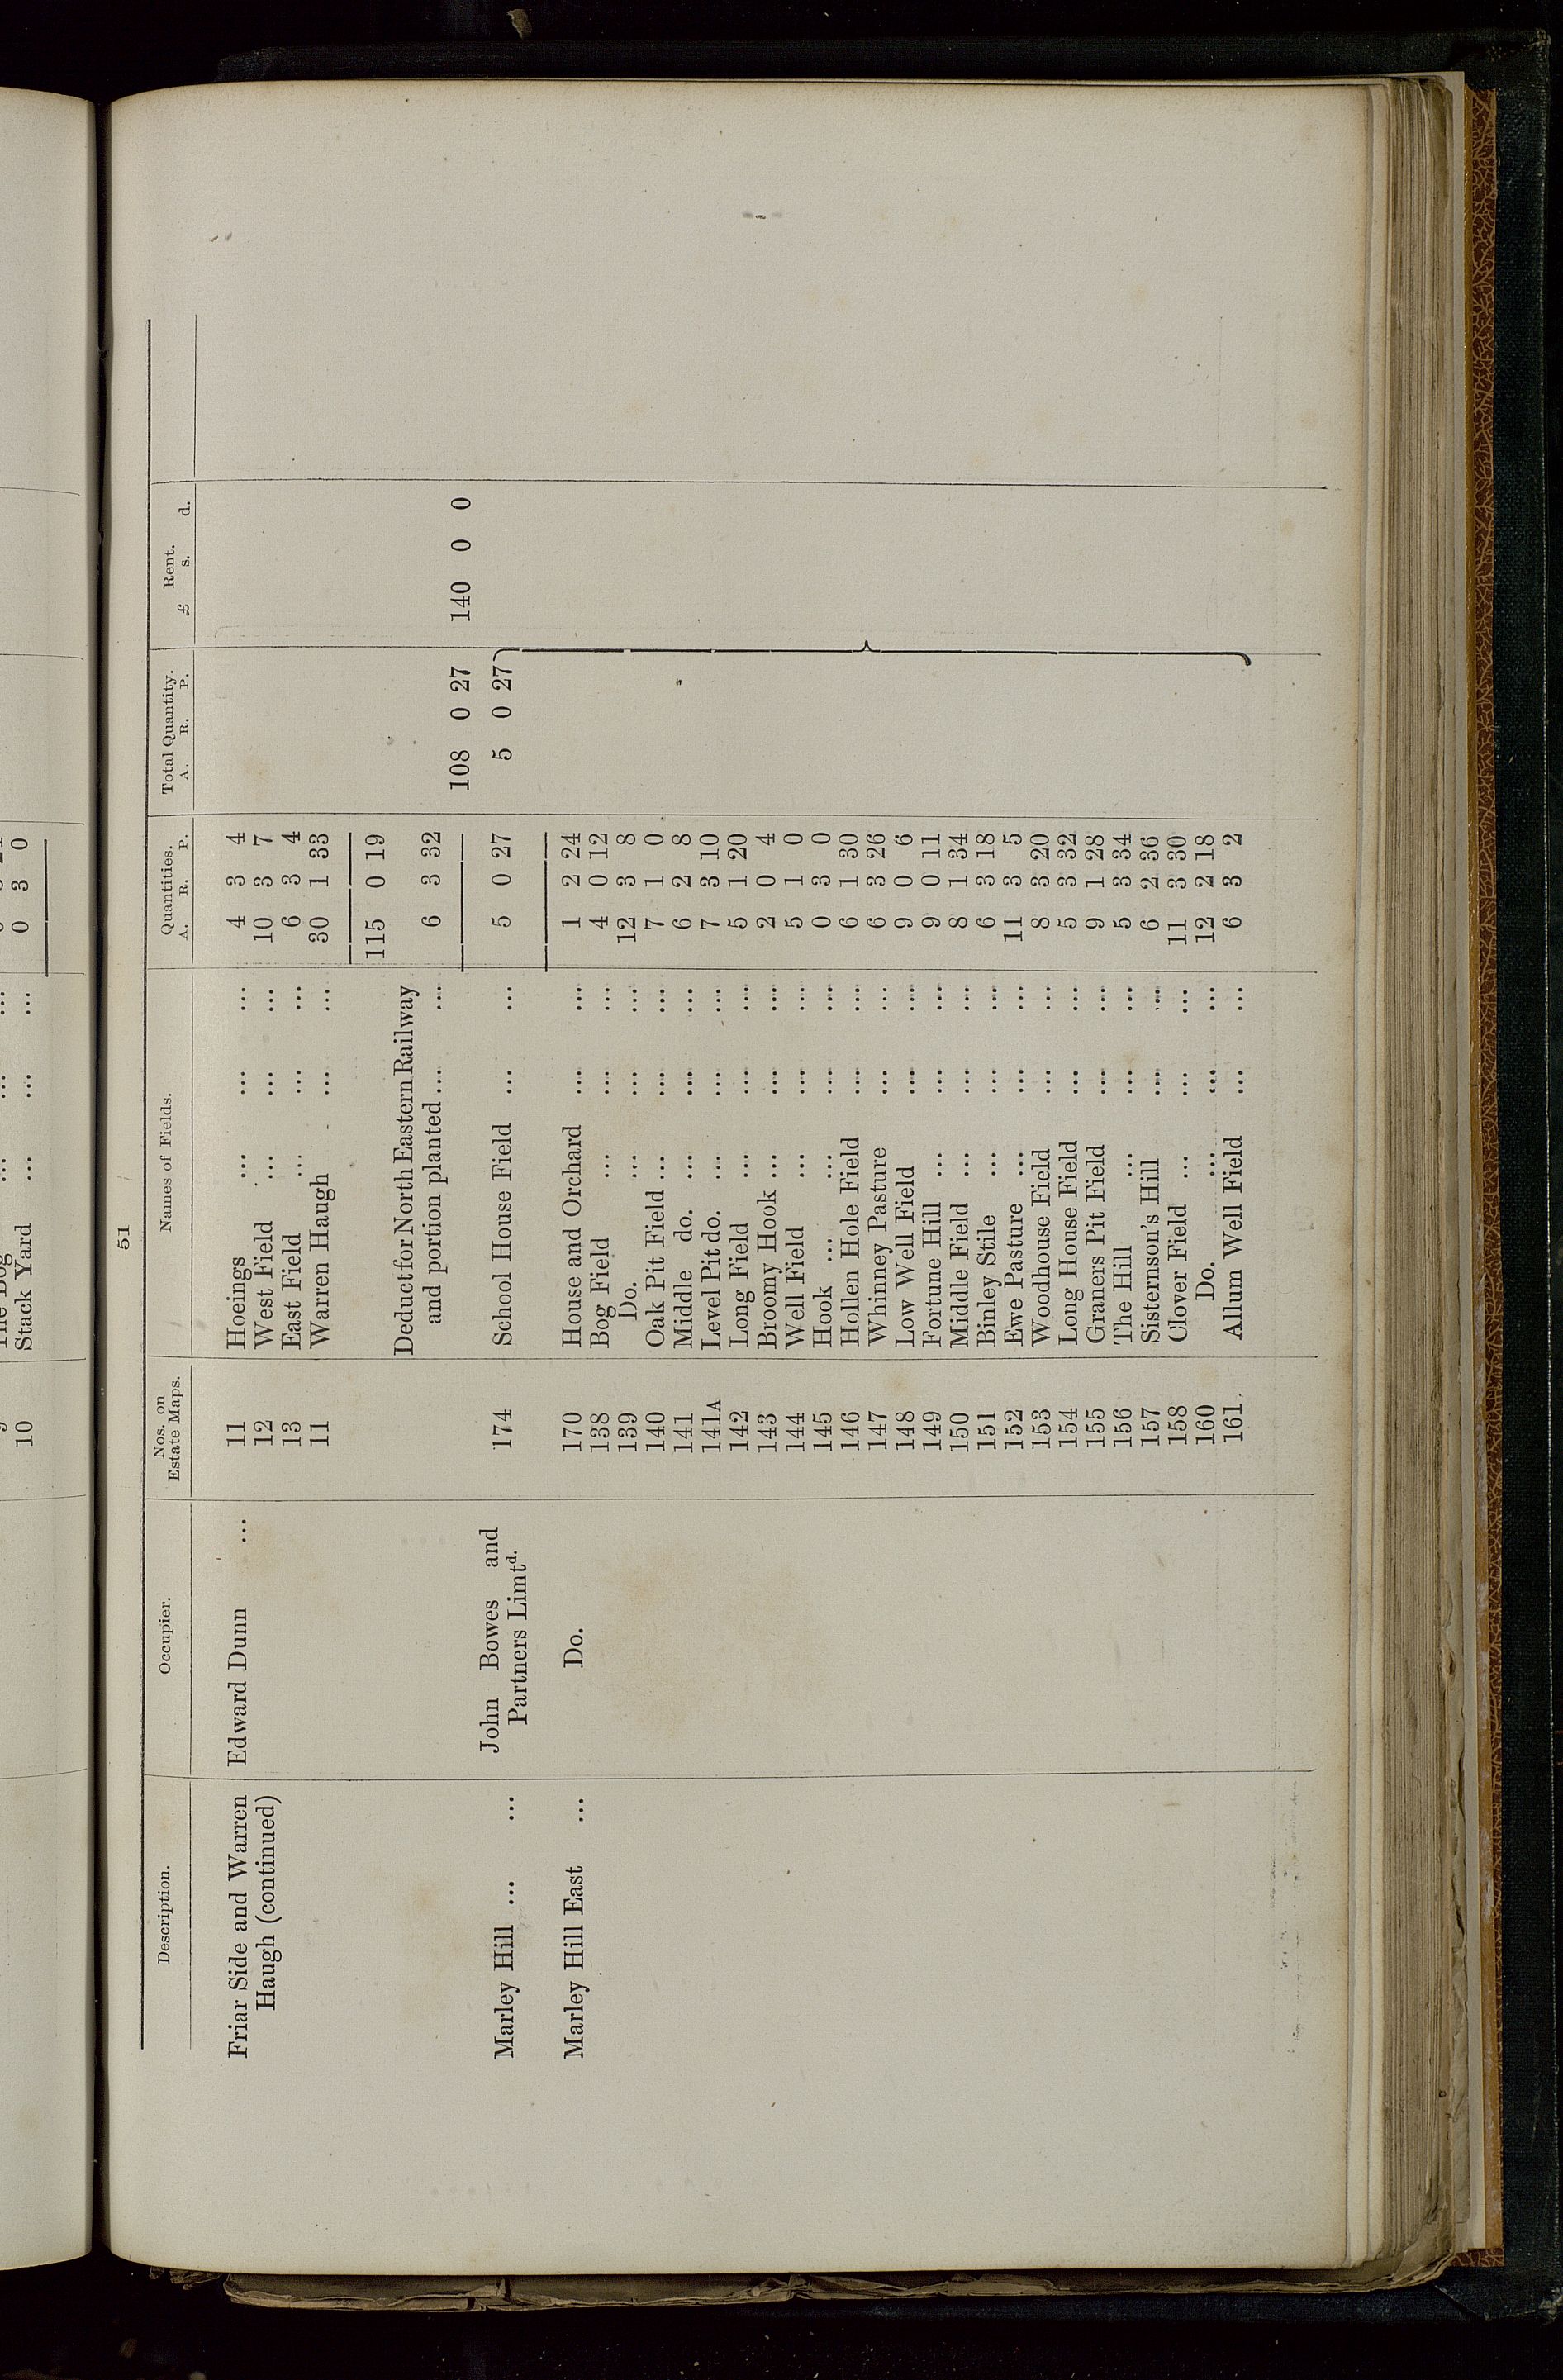 The Bog ... ...
10 Stack Yard ... ... ... 0 3 0
51
Description. Occupier. Nos. on Estate Maps. Names of Fields. Quantities. A. R. P. Total Quantity. A. R. P. Rent. £ s. d.
Friar Side and Warren Edward Dunn ... 11 Hoeings ... ... ... 4 3 4
Haugh (continued) 12 West Field ... ... ... 10 3 7
13 East Field ... ... ... 6 3 4
11 Warren Haugh ... ... 30 1 33
115 0 19
Deduct for North Eastern Railway
and portion planted ... ... 6 3 32
108 0 27 140 0 0
John Bowes and
Marley Hill ... ... 174 School House Field ... ... 5 0 27 5 0 27
Partners Limtd.
Marley Hill East ... Do. 170 House and Orchard ... ... 1 2 24
138 Bog Field ... ... ... 4 0 12
139 Do. ... ... ... 12 3 8
140 Oak Pit Field ... ... ... 7 1 0
141 Middle do. ... ... ... 6 2 8
141A Level Pit do. ... ... ... 7 3 10
142 Long Field ... ... ... 5 1 20
143 Broomy Hook ... ... ... 2 0 4
144 Well Field ... ... ... 5 1 0
145 Hook ... ... ... ... 0 3 0
146 Hollen Hole Field ... ... 6 1 30
147 Whinney Pasture ... ... 6 3 26
148 Low Well Field ... ... 9 0 6
149 Fortune Hill ... ... ... 9 0 11
150 Middle Field ... ... ... 8 1 34
151 Binley Stile ... ... ... 6 3 18
152 Ewe Pasture ... ... ... 11 3 5
153 Woodhouse Field ... ... 8 3 20
154 Long House Field ... ... 5 3 32
155 Graners Pit Field ... ... 9 1 28
156 The Hill ... ... ... 5 3 34
157 Sisternson's Hill ... ... 6 2 36
158 Clover Field ... ... ... 11 3 30
160 Do. ... ... ... 12 2 18
161 Allum Well Field ... ... 6 3 2